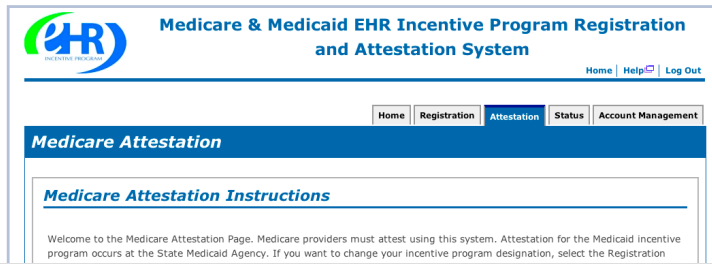 EHR
INCENTIVE PROGRAM
Medicare & Medicaid EHR Incentive Program Registration
and Attestation System
Home | Help | Log Out
Home Registration Attestation Status Account Management
Medicare Attestation
Medicare Attestation Instructions
Welcome to the Medicare Attestation Page. Medicare providers must attest using this system. Attestation for the Medicaid incentive
program occurs at the State Medicaid Agency. If you want to change your incentive program designation, select the Registration